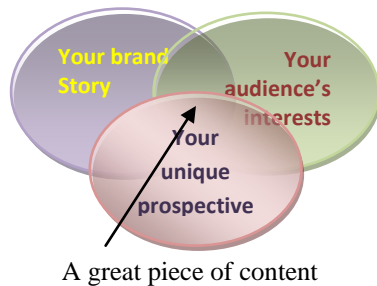 Your brand
Story
Your
audience's
interests
Your
unique
prospective
A great piece of content